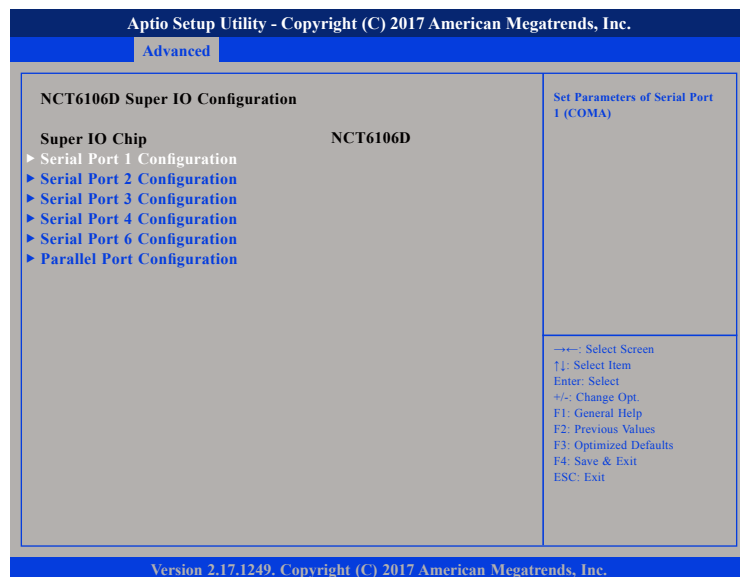 Aptio Setup Utility - Copyright (C) 2017 American Megatrends, Inc.
Advanced
NCT6106D Super IO Configuration
Super IO Chip NCT6106D
▶ Serial Port 1 Configuration
▶ Serial Port 2 Configuration
▶ Serial Port 3 Configuration
▶ Serial Port 4 Configuration
▶ Serial Port 6 Configuration
▶ Parallel Port Configuration
Set Parameters of Serial Port
1 (COMA)
→←: Select Screen
↑↓: Select Item
Enter: Select
+/-: Change Opt.
F1: General Help
F2: Previous Values
F3: Optimized Defaults
F4: Save & Exit
ESC: Exit
Version 2.17.1249. Copyright (C) 2017 American Megatrends, Inc.